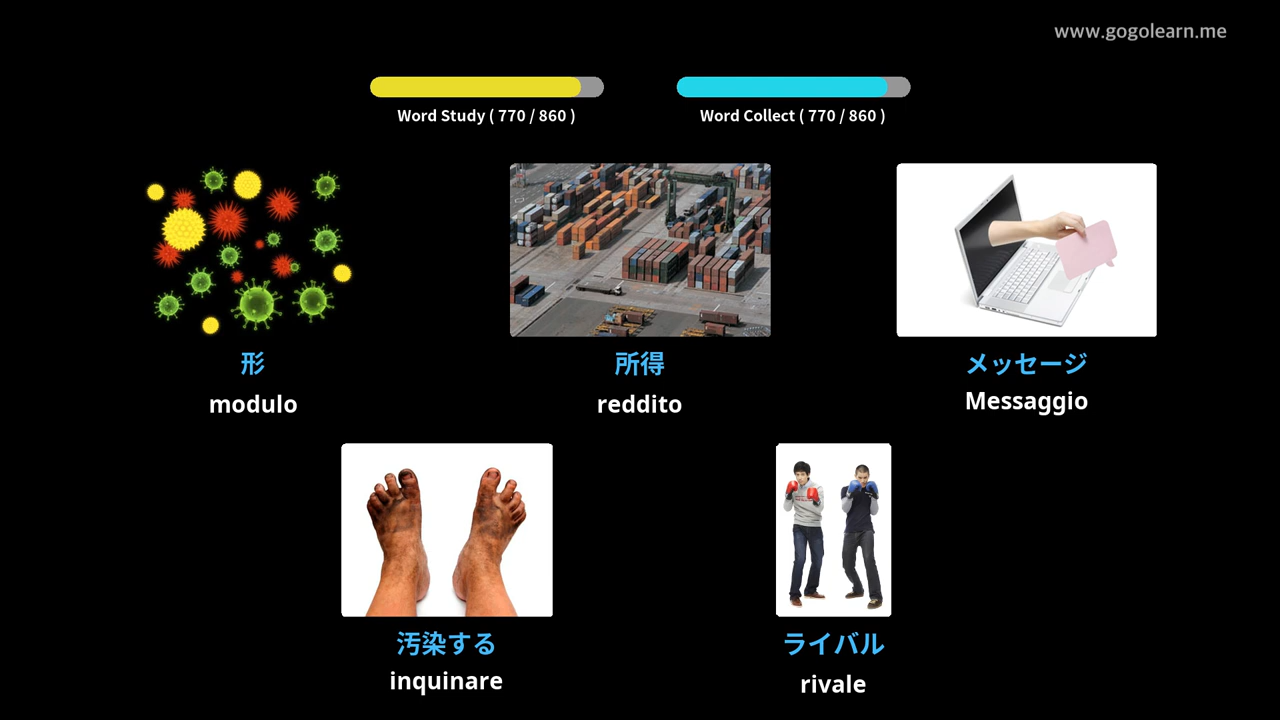 www.gogolearn.me
Word Study ( 770 / 860 )
Word Collect ( 770 / 860 )
形
modulo
所得
reddito
メッセージ
Messaggio
汚染する
inquinare
ライバル
rivale